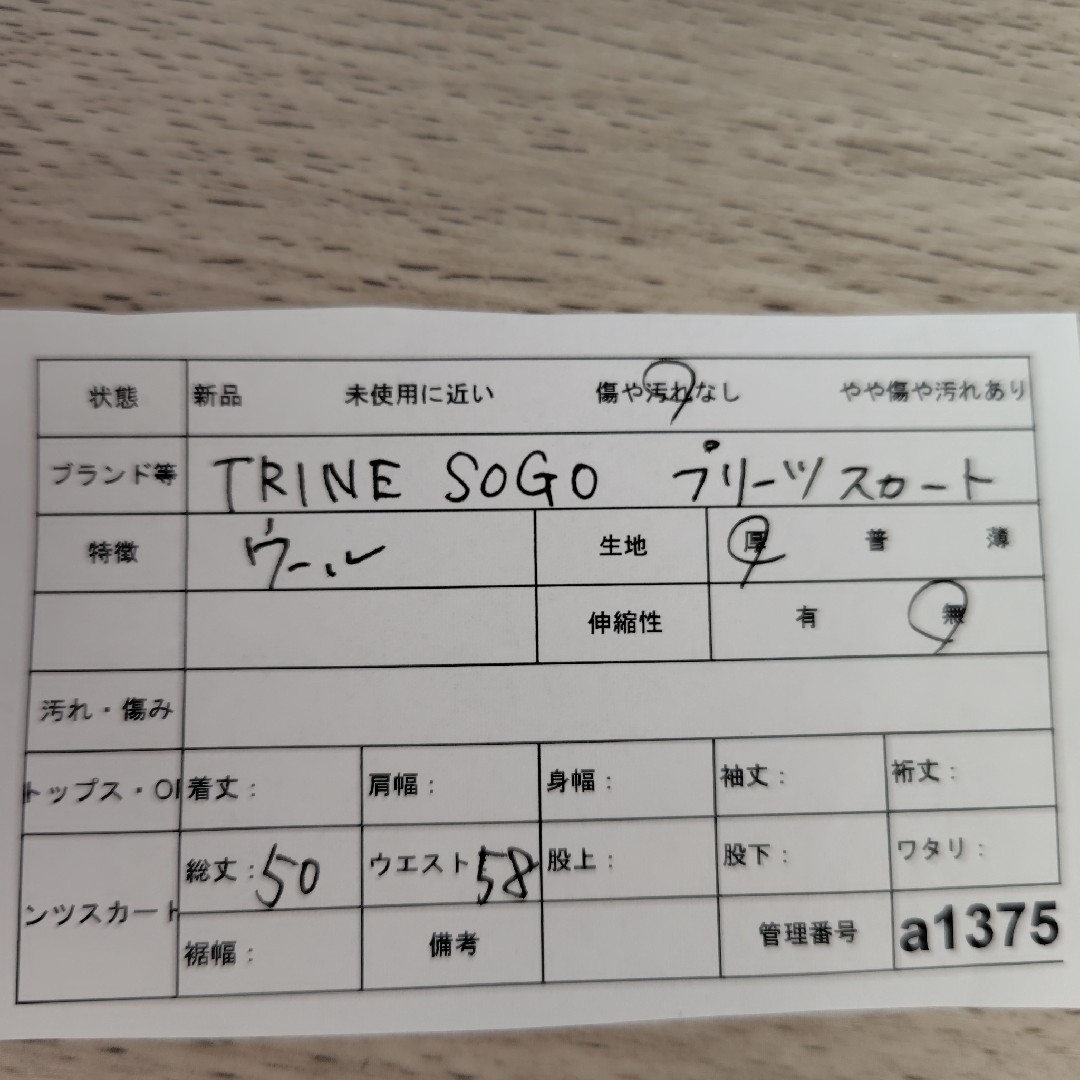 状態 新品 未使用に近い 傷や汚れなし やや傷や汚れあり
ブランド等 TRINE SOGO プリーツスカート
特徴 ウール 生地 厚 普 薄
伸縮性 有 無
汚れ・傷み
トップス・OP 着丈: 肩幅: 身幅: 袖丈: 裄丈:
総丈:50 ウエスト58 股上: 股下: ワタリ:
ンツスカート
裾幅: 備考 管理番号 a1375